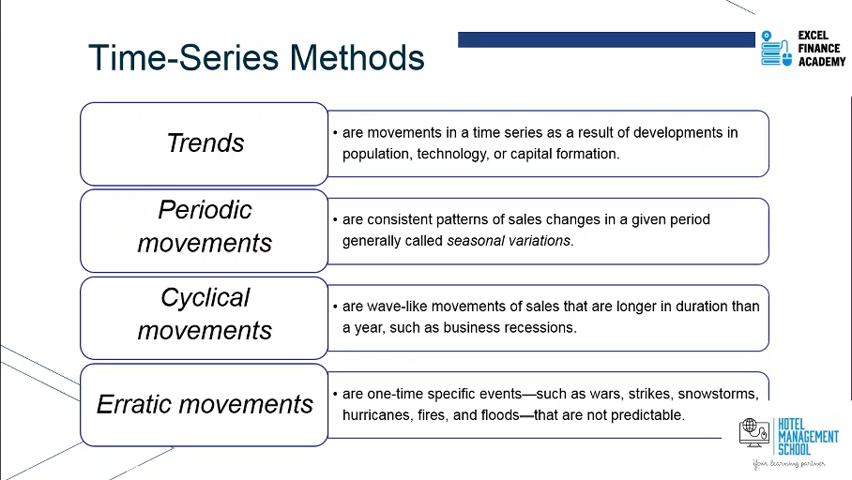 Time-Series Methods
EXCEL
FINANCE
ACADEMY
Trends
• are movements in a time series as a result of developments in
population, technology, or capital formation.
Periodic
movements
• are consistent patterns of sales changes in a given period
generally called seasonal variations.
Cyclical
movements
• are wave-like movements of sales that are longer in duration than
a year, such as business recessions.
Erratic movements
• are one-time specific events—such as wars, strikes, snowstorms,
hurricanes, fires, and floods—that are not predictable.
HOTEL
MANAGEMENT
SCHOOL
Your learning partner